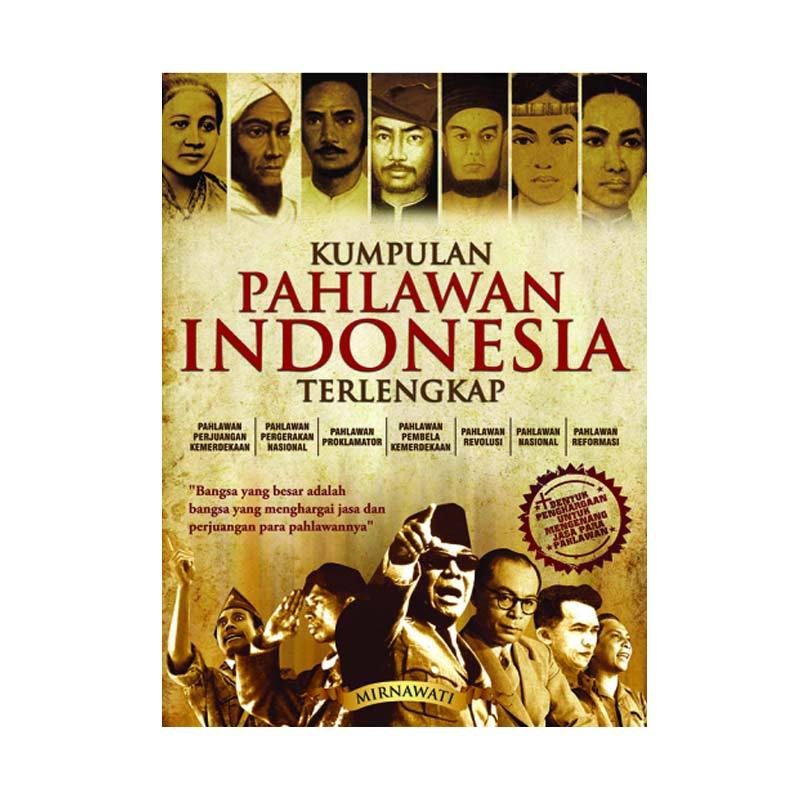 KUMPULAN
PAHLAWAN
INDONESIA
TERLENGKAP
PAHLAWAN
PERJUANGAN
KEMERDEKAAN
PAHLAWAN
PERGERAKAN
NASIONAL
PAHLAWAN
PROKLAMATOR
PAHLAWAN
PEMBELA
KEMERDEKAAN
PAHLAWAN
REVOLUSI
PAHLAWAN
NASIONAL
PAHLAWAN
REFORMASI
"Bangsa yang besar adalah
bangsa yang menghargai jasa dan
perjuangan para pahlawannya"
+ BENTUK
PENGHARGAAN
UNTUK
MENGENANG
JASA PARA
PAHLAWAN
MIRNAWATI